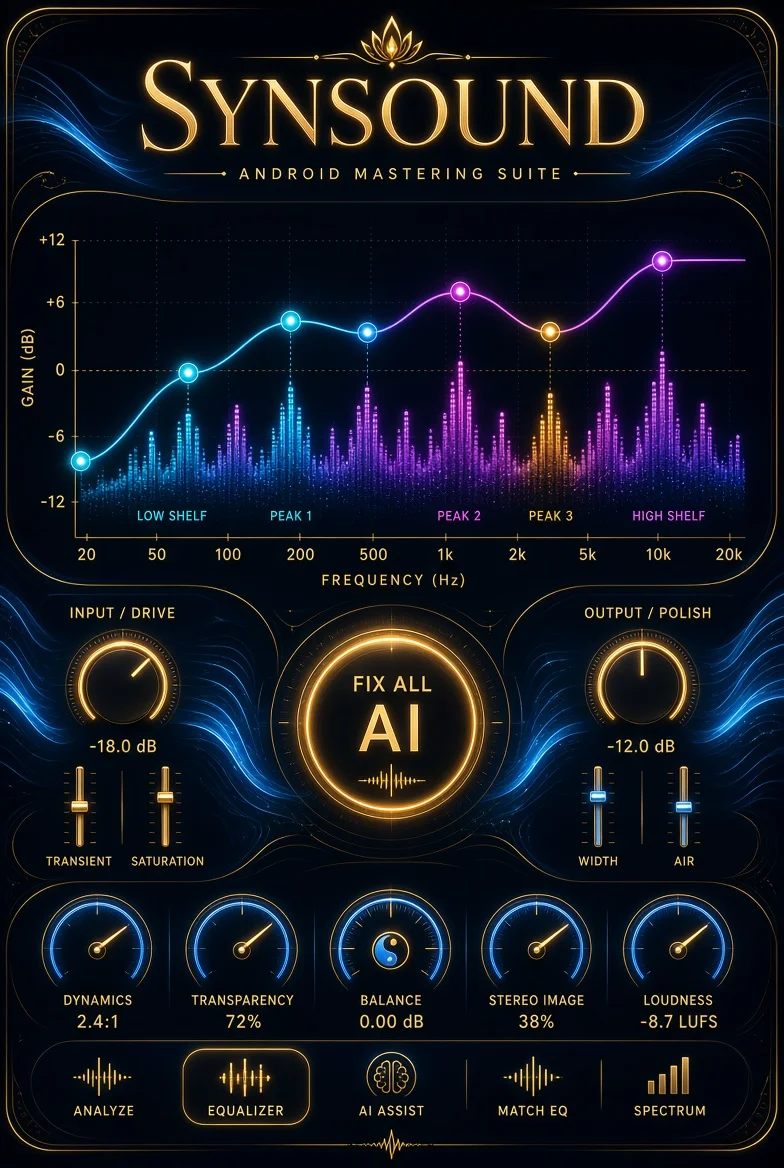 SYNSOUND
ANDROID MASTERING SUITE
+12
+6
0
-6
-12
GAIN (dB)
LOW SHELF PEAK 1 PEAK 2 PEAK 3 HIGH SHELF
20 50 100 200 500 1k 2k 5k 10k 20k
FREQUENCY (Hz)
INPUT / DRIVE
-18.0 dB
TRANSIENT SATURATION
FIX ALL
AI
OUTPUT / POLISH
-12.0 dB
WIDTH AIR
DYNAMICS
2.4:1
TRANSPARENCY
72%
BALANCE
0.00 dB
STEREO IMAGE
38%
LOUDNESS
-8.7 LUFS
ANALYZE
EQUALIZER
AI ASSIST
MATCH EQ
SPECTRUM